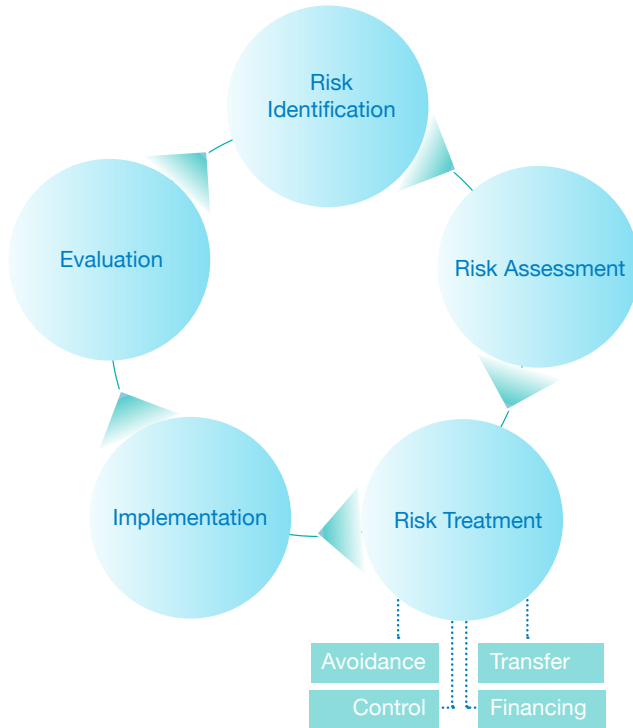 Risk
Identification
Risk Assessment
Risk Treatment
Implementation
Evaluation
Avoidance
Transfer
Control
Financing